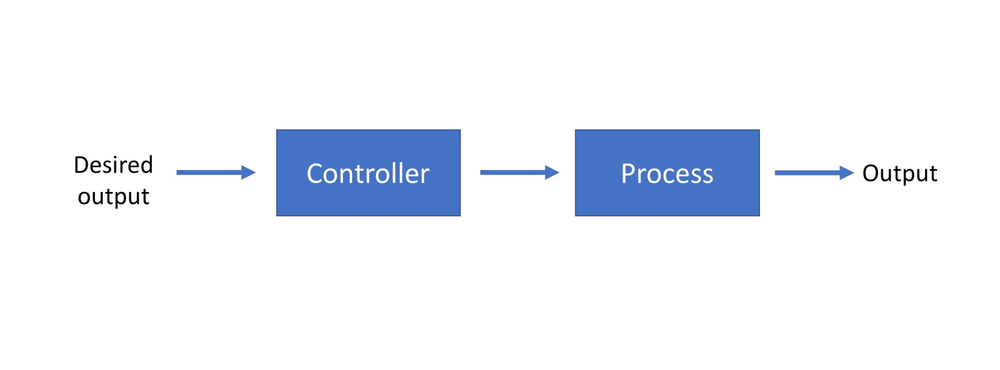 Desired
output
Controller
Process
Output